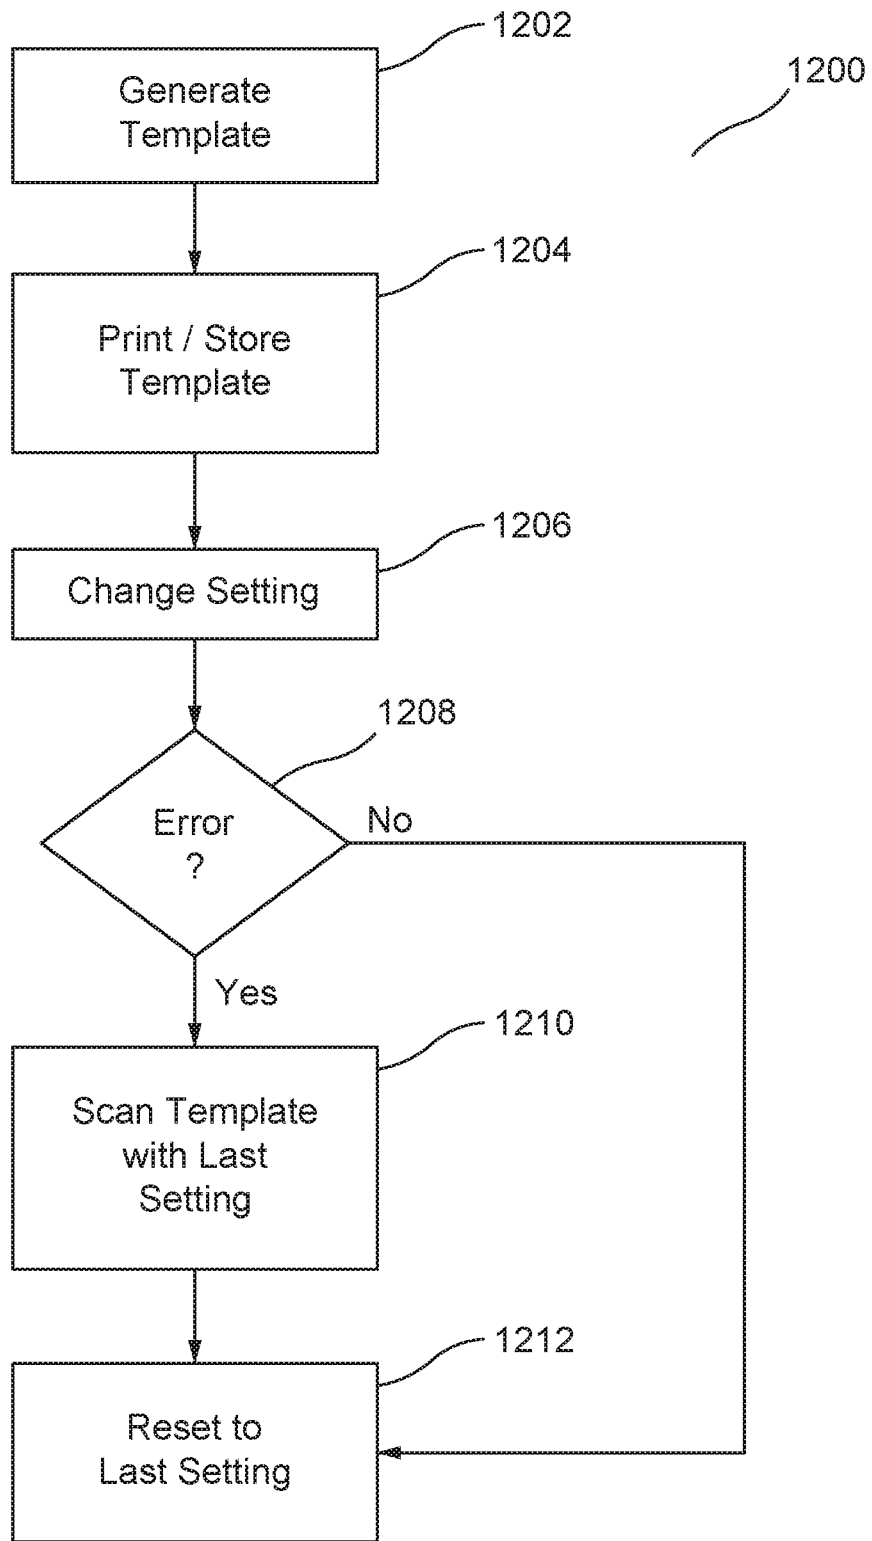 1202
1200
Generate
Template
1204
Print / Store
Template
1206
Change Setting
1208
Error
?
No
Yes
1210
Scan Template
with Last
Setting
1212
Reset to
Last Setting